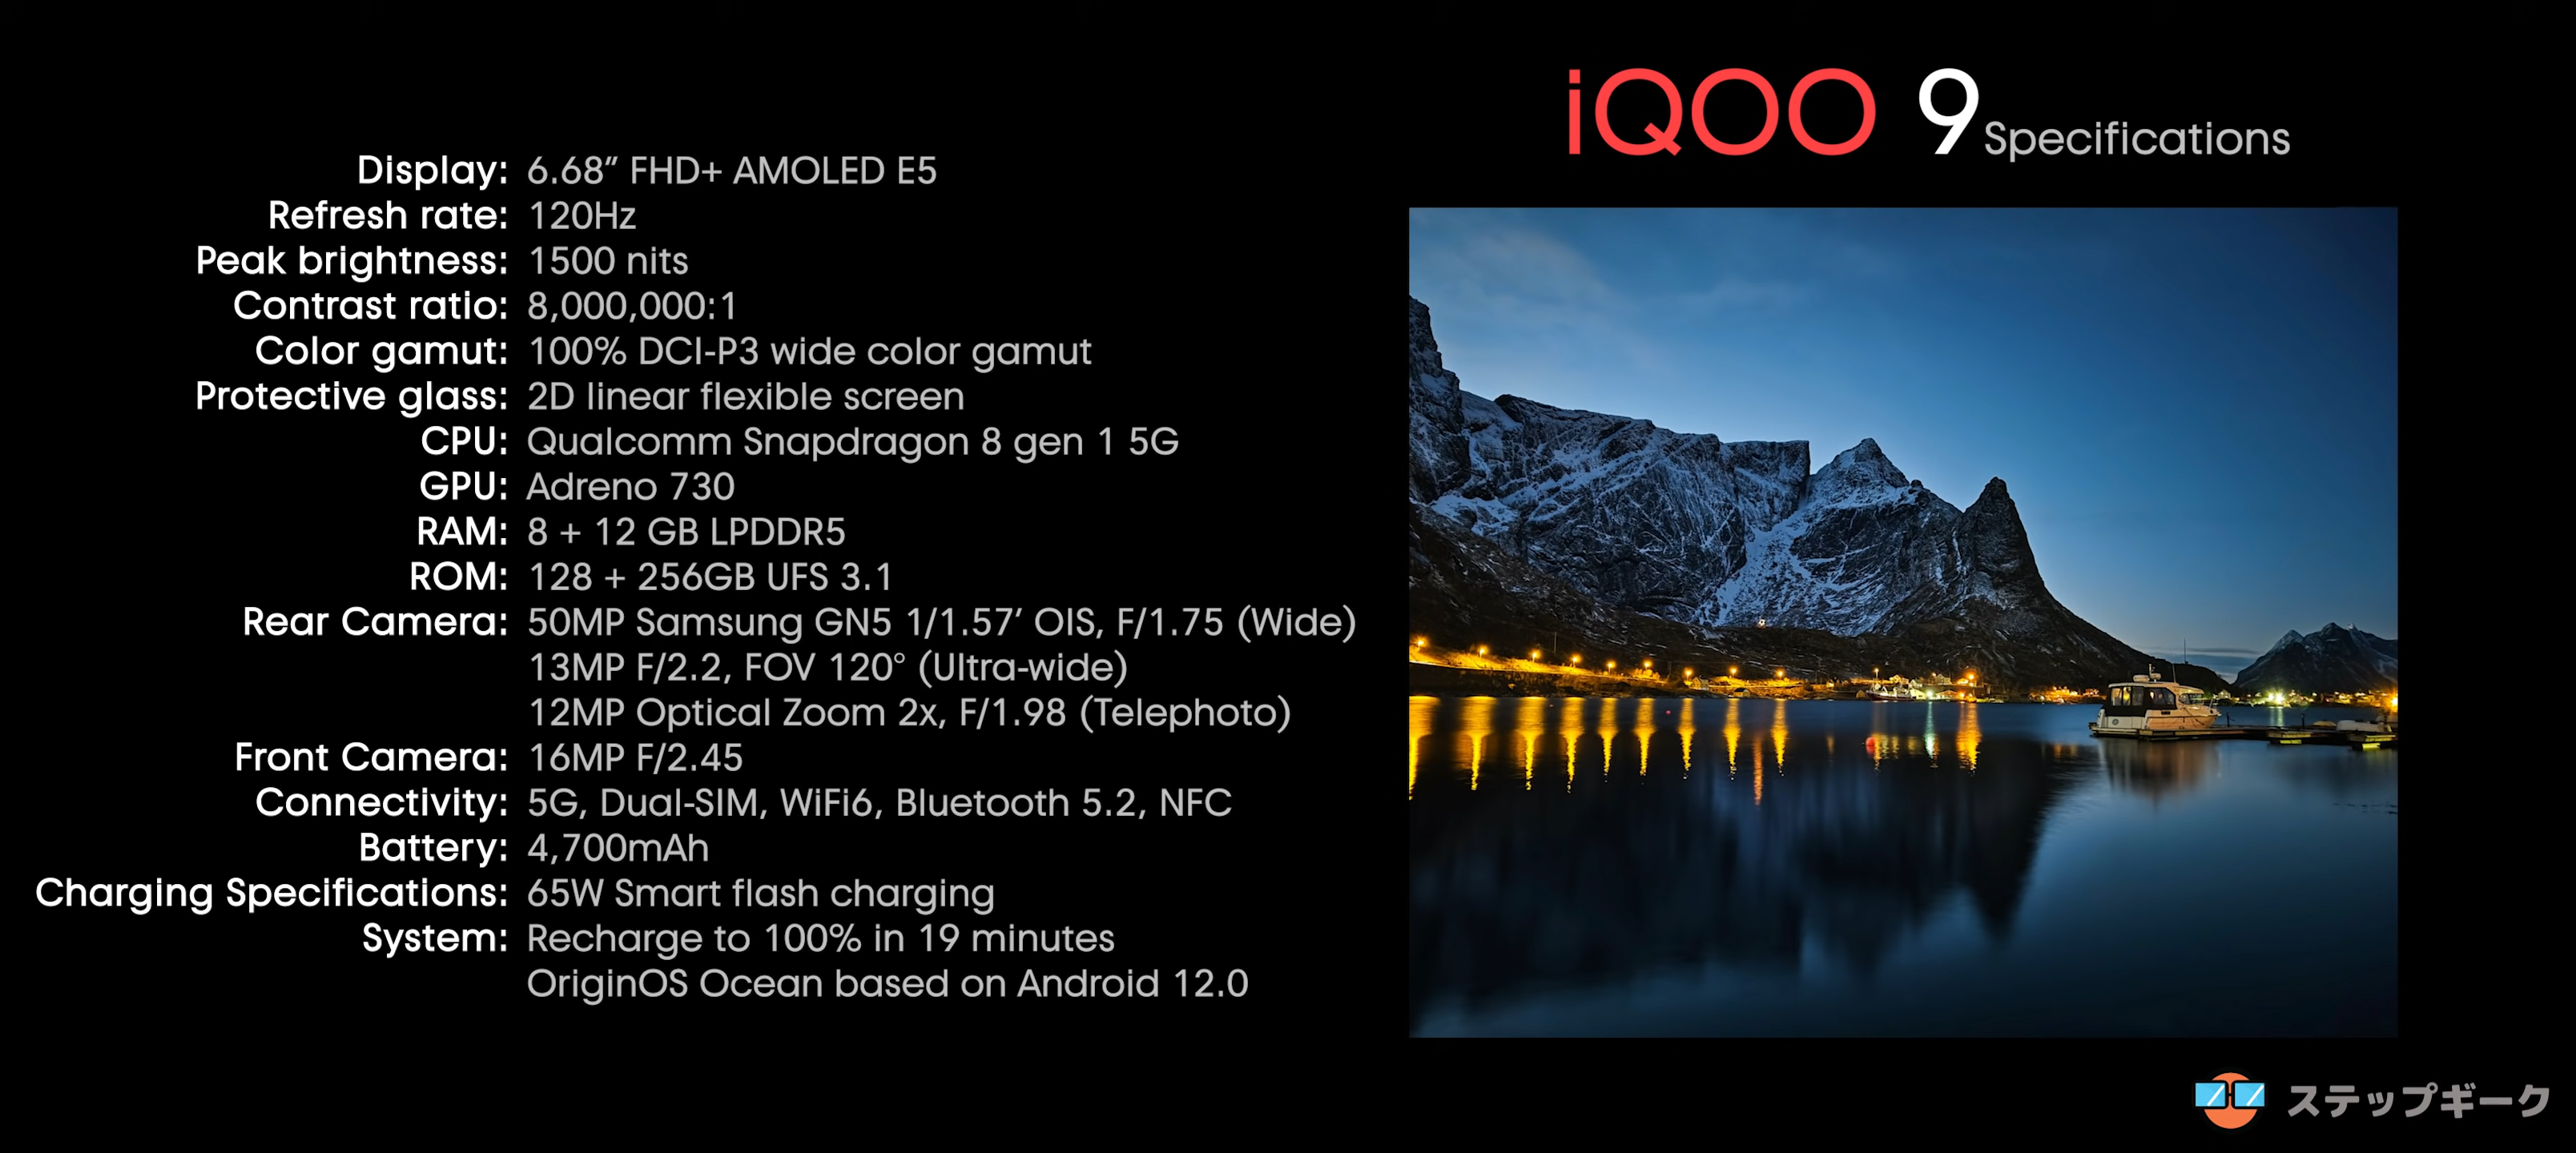 iQOO 9 Specifications
Display: 6.68” FHD+ AMOLED E5
Refresh rate: 120Hz
Peak brightness: 1500 nits
Contrast ratio: 8,000,000:1
Color gamut: 100% DCI-P3 wide color gamut
Protective glass: 2D linear flexible screen
CPU: Qualcomm Snapdragon 8 gen 1 5G
GPU: Adreno 730
RAM: 8 + 12 GB LPDDR5
ROM: 128 + 256GB UFS 3.1
Rear Camera: 50MP Samsung GN5 1/1.57’ OIS, F/1.75 (Wide)
13MP F/2.2, FOV 120° (Ultra-wide)
12MP Optical Zoom 2x, F/1.98 (Telephoto)
Front Camera: 16MP F/2.45
Connectivity: 5G, Dual-SIM, WiFi6, Bluetooth 5.2, NFC
Battery: 4,700mAh
Charging Specifications: 65W Smart flash charging
System: Recharge to 100% in 19 minutes
OriginOS Ocean based on Android 12.0
ステップギーク